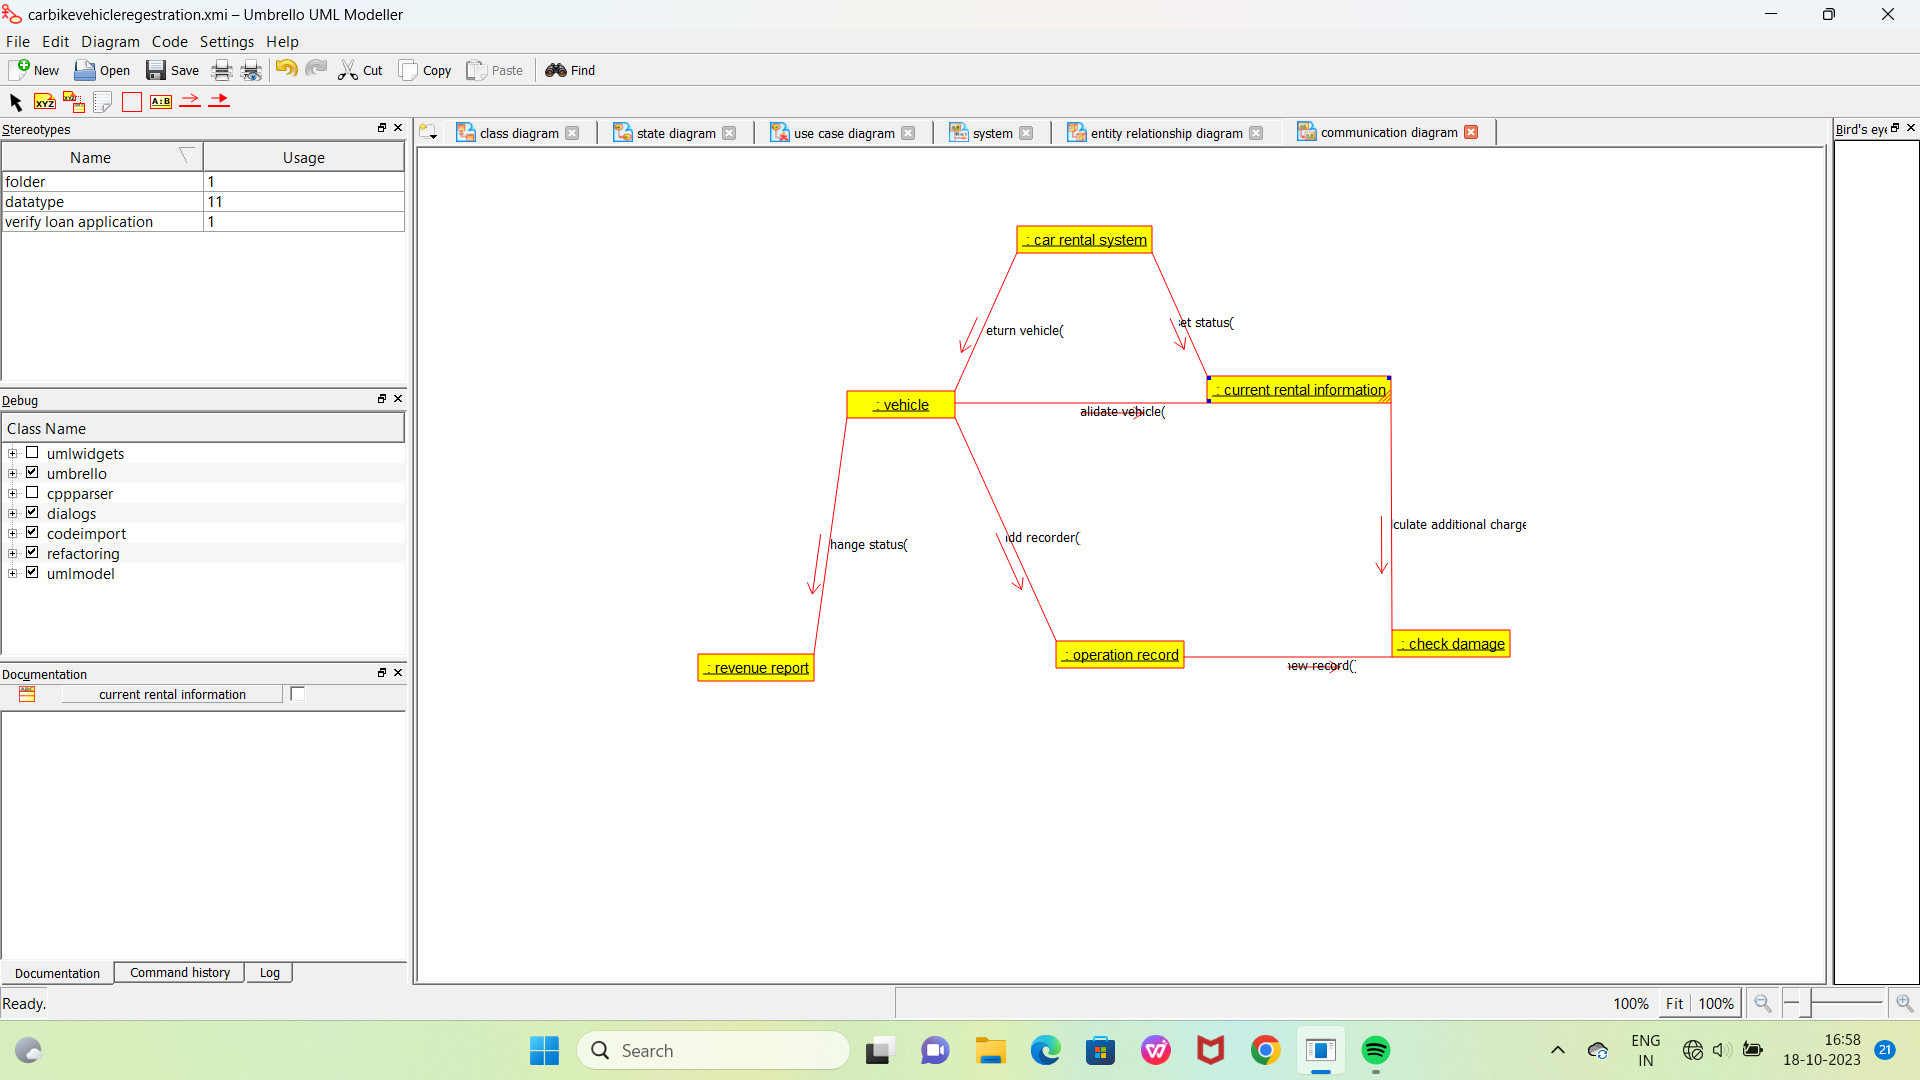 carbikevehicleregestration.xmi – Umbrello UML Modeller
File Edit Diagram Code Settings Help
New Open Save Cut Copy Paste Find
XYZ XYZ A:B
Stereotypes
Name Usage
folder 1
datatype 11
verify loan application 1
Debug
Class Name
umlwidgets
umbrello
cppparser
dialogs
codeimport
refactoring
umlmodel
Documentation
ABC current rental information
Documentation Command history Log
Ready.
class diagram state diagram use case diagram system entity relationship diagram communication diagram
Bird's eye
: car rental system
eturn vehicle(
et status(
: current rental information
: vehicle
alidate vehicle(
culate additional charge
hange status(
dd recorder(
: revenue report
: operation record
: check damage
new record(
100% Fit 100%
Search
ENG
IN
16:58
18-10-2023
21